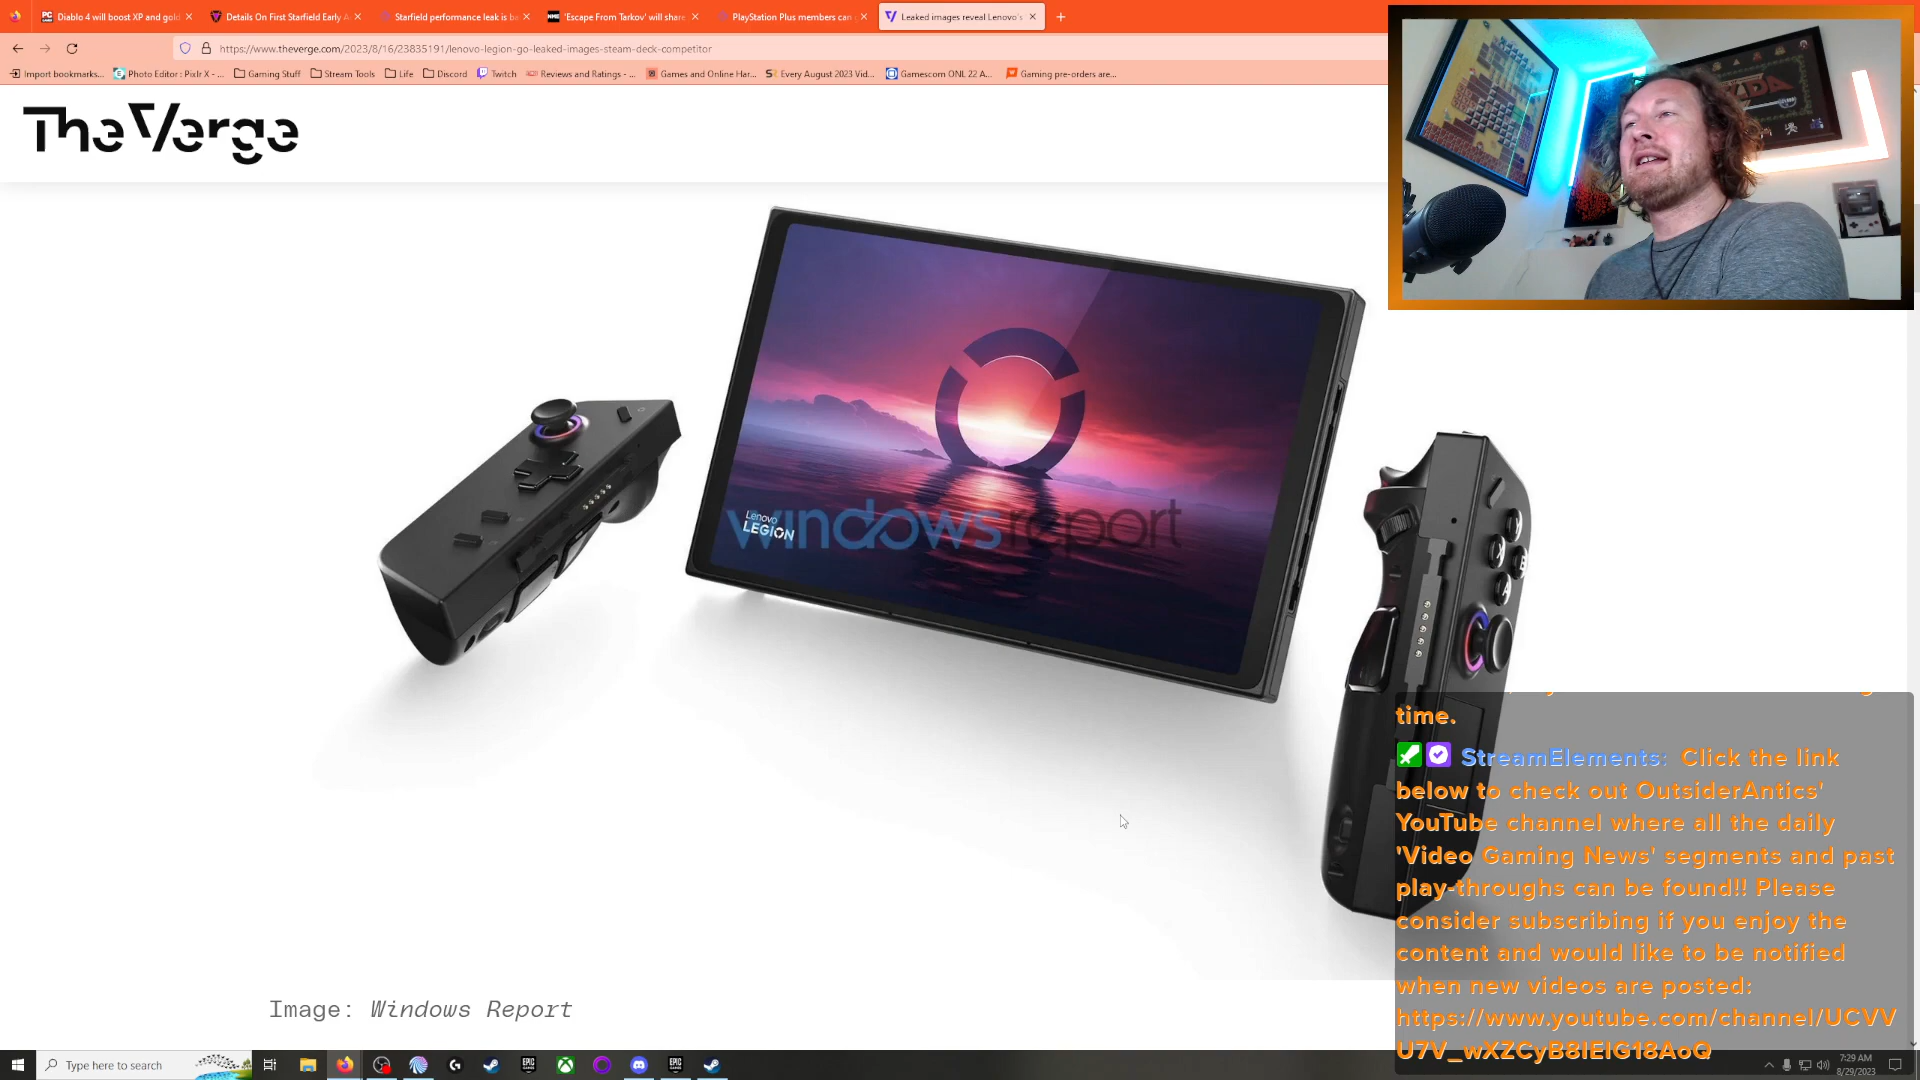 Diablo 4 will boost XP and gold
Details On First Starfield Early A
Starfield performance leak is b
'Escape From Tarkov' will share
PlayStation Plus members can
Leaked images reveal Lenovo's
https://www.theverge.com/2023/8/16/23835191/lenovo-legion-go-leaked-images-steam-deck-competitor
Import bookmarks... Photo Editor : Pixlr X - ... Gaming Stuff Stream Tools Life Discord Twitch Reviews and Ratings - ... Games and Online Har... Every August 2023 Vid... Gamescom ONL 22 A... Gaming pre-orders are...
The Verge
Lenovo
LEGION
windowsreport
Y
X
B
A
time.
StreamElements: Click the link
below to check out OutsiderAntics'
YouTube channel where all the daily
'Video Gaming News' segments and past
play-throughs can be found!! Please
consider subscribing if you enjoy the
content and would like to be notified
when new videos are posted:
https://www.youtube.com/channel/UCVV
U7V_wXZCyB8IEIG18AoQ
Image: Windows Report
Type here to search
7:29 AM
8/29/2023